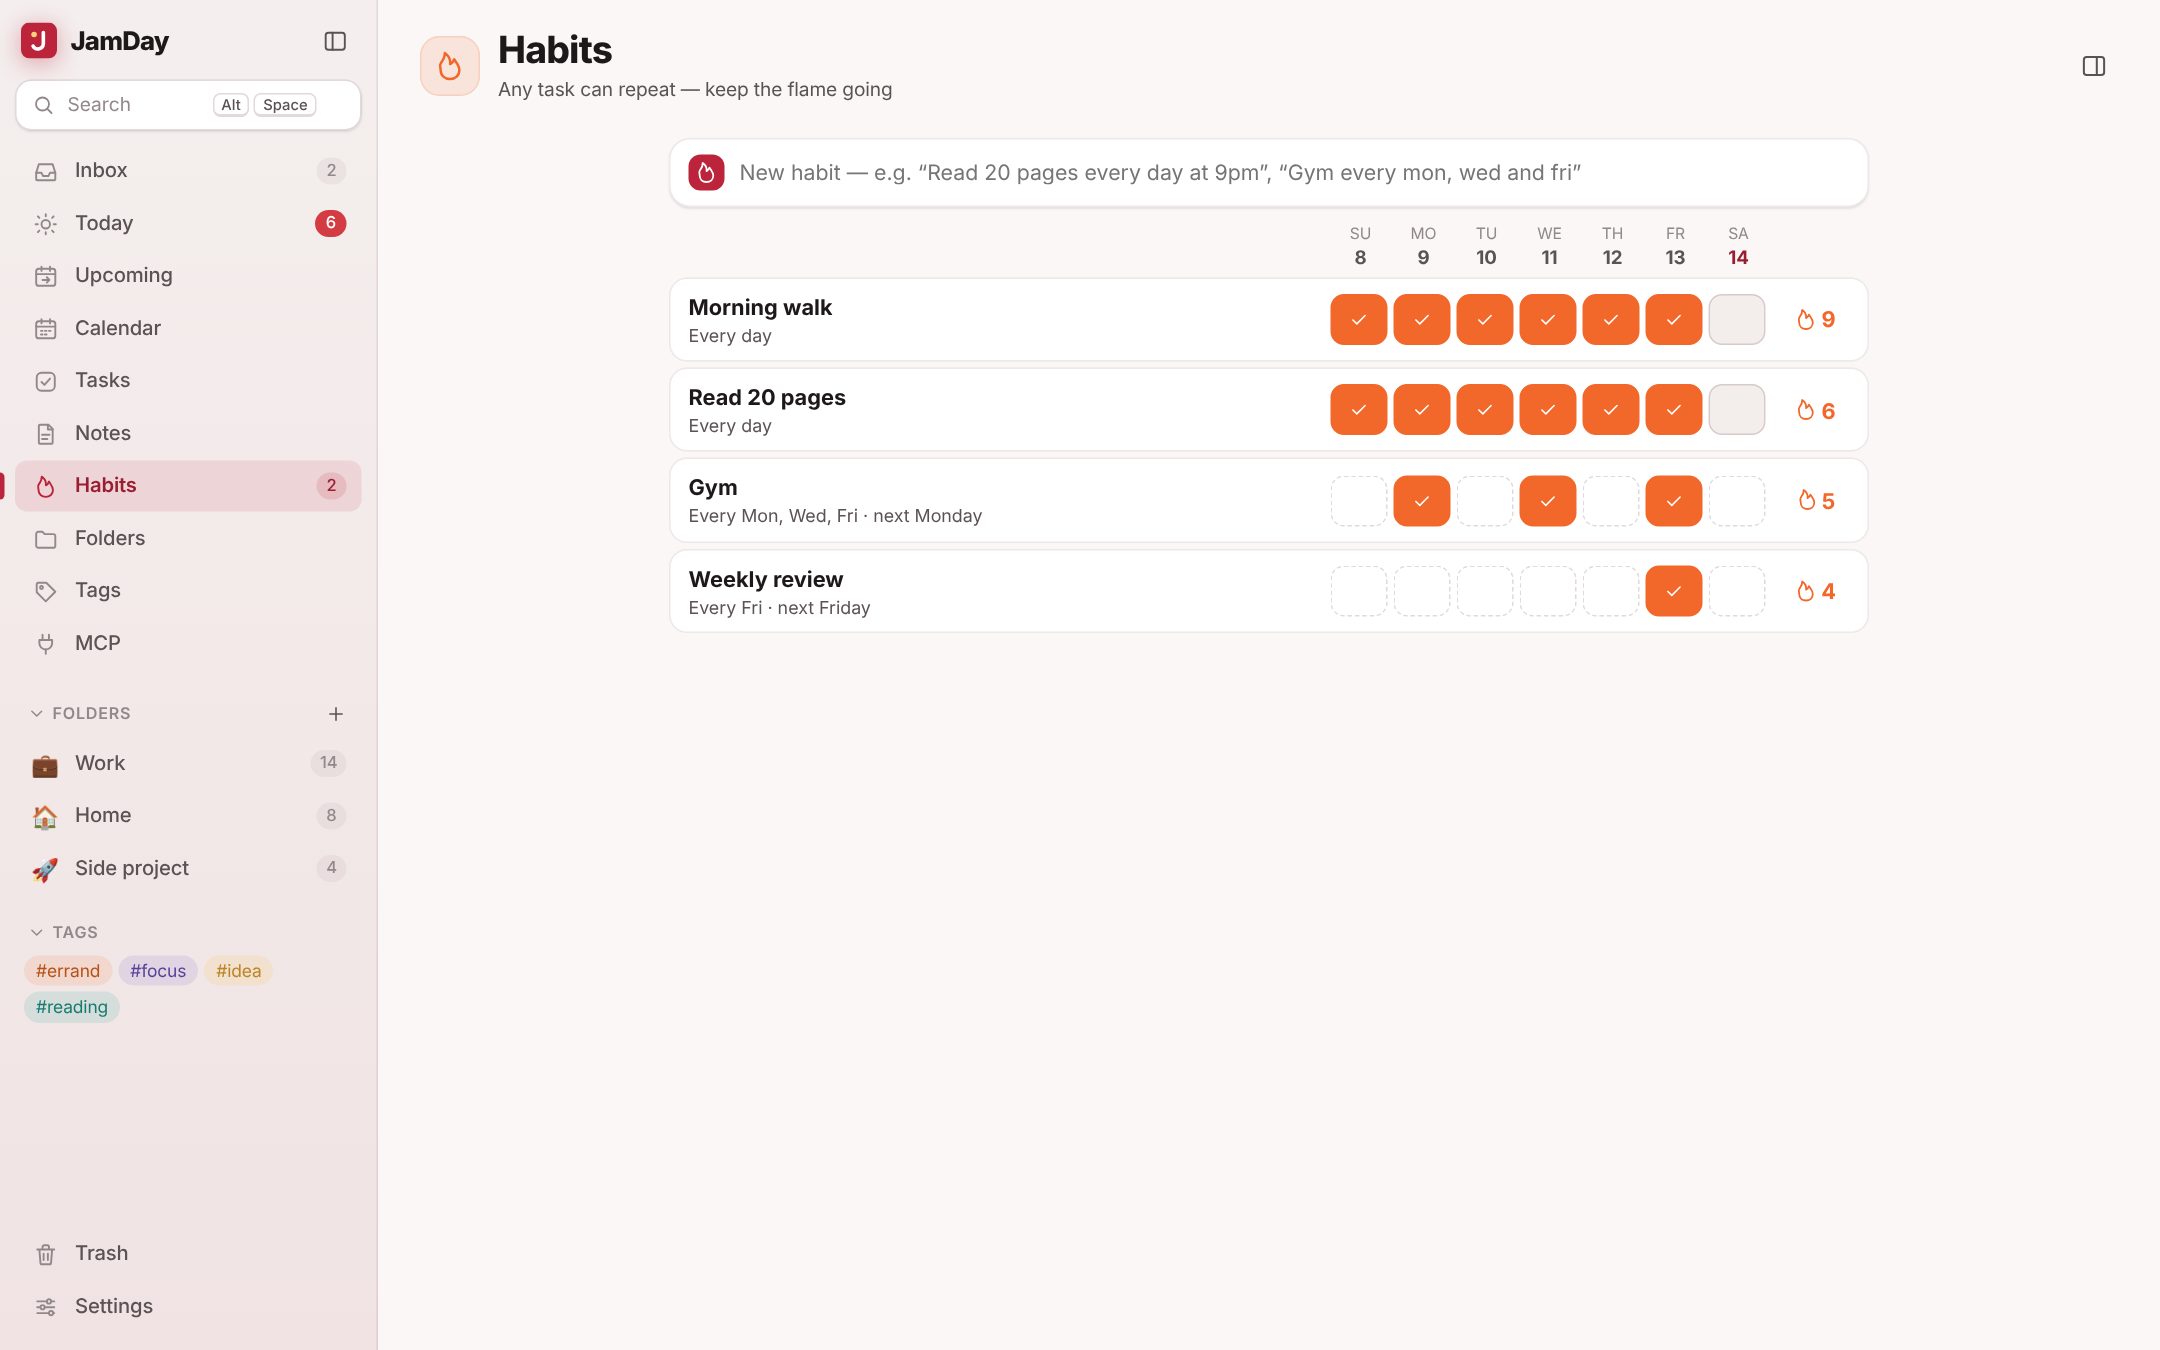 JamDay
Search Alt Space
Inbox 2
Today 6
Upcoming
Calendar
Tasks
Notes
Habits 2
Folders
Tags
MCP
FOLDERS
Work 14
Home 8
Side project 4
TAGS
#errand #focus #idea
#reading
Trash
Settings
Habits
Any task can repeat — keep the flame going
New habit — e.g. “Read 20 pages every day at 9pm”, “Gym every mon, wed and fri”
SU MO TU WE TH FR SA
8 9 10 11 12 13 14
Morning walk
Every day
9
Read 20 pages
Every day
6
Gym
Every Mon, Wed, Fri · next Monday
5
Weekly review
Every Fri · next Friday
4